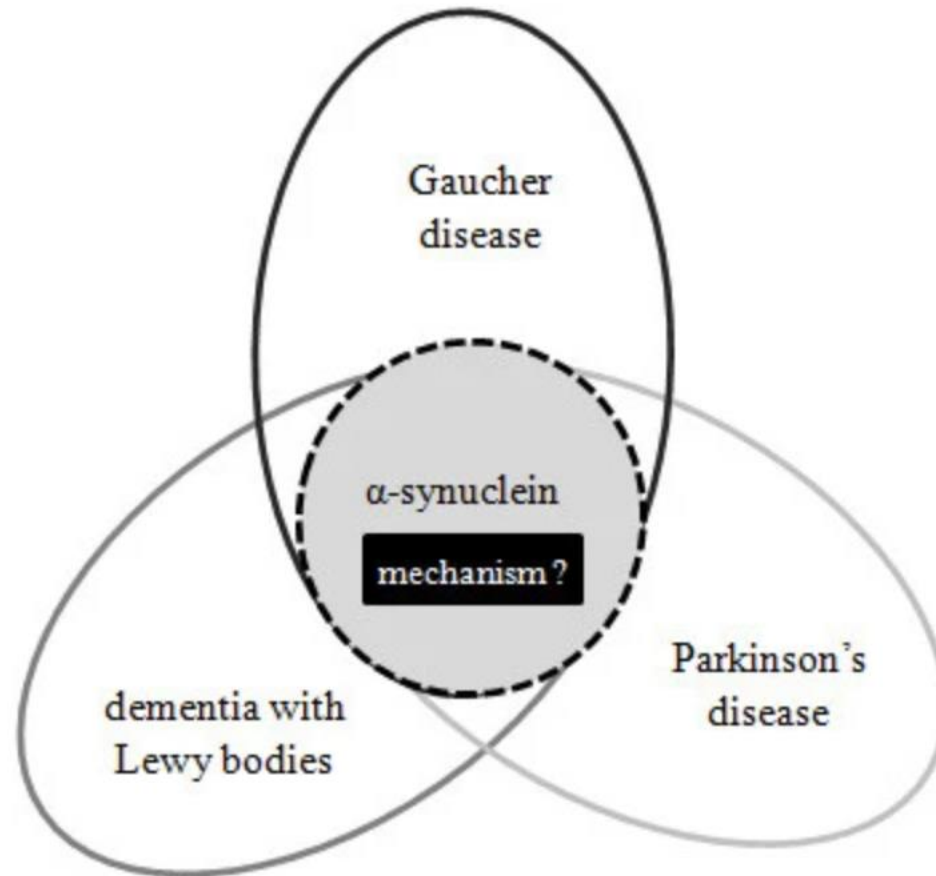 Gaucher
disease
α-synuclein
mechanism ?
Parkinson’s
disease
dementia with
Lewy bodies